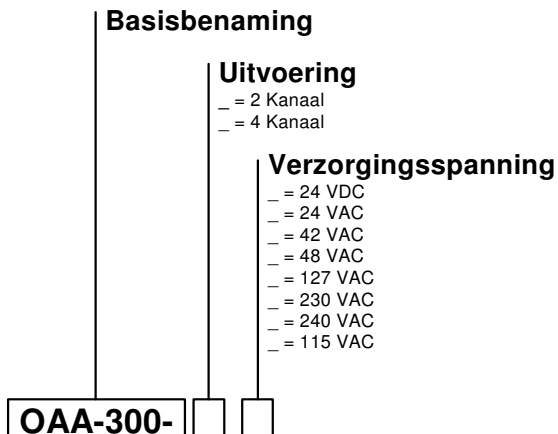 Basisbenaming
Uitvoering
_ = 2 Kanaal
_ = 4 Kanaal
Verzorgingsspanning
_ = 24 VDC
_ = 24 VAC
_ = 42 VAC
_ = 48 VAC
_ = 127 VAC
_ = 230 VAC
_ = 240 VAC
_ = 115 VAC
OAA-300-